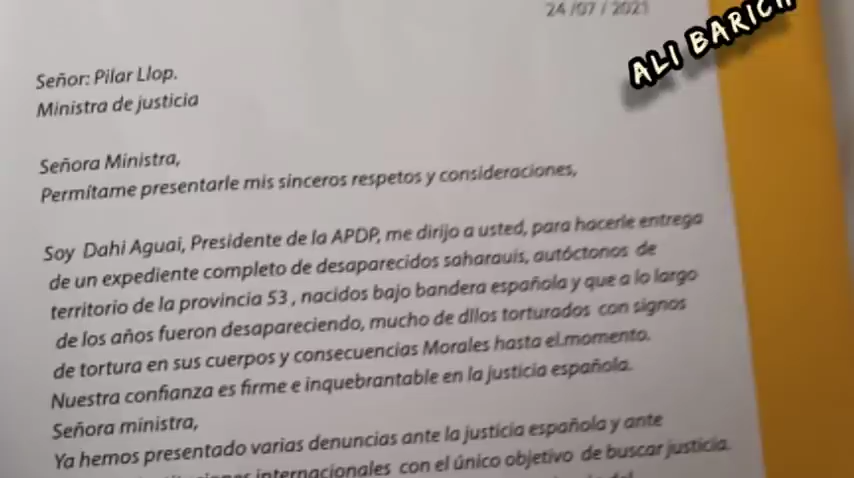 24 /07 / 2021
ALI BARICH
Señor: Pilar Llop.
Ministra de justicia
Señora Ministra,
Permítame presentarle mis sinceros respetos y consideraciones,
Soy Dahi Aguai, Presidente de la APDP, me dirijo a usted, para hacerle entrega
de un expediente completo de desaparecidos saharauis, autóctonos de
territorio de la provincia 53 , nacidos bajo bandera española y que a lo largo
de los años fueron desapareciendo, mucho de dllos torturados con signos
de tortura en sus cuerpos y consecuencias Morales hasta el.momento.
Nuestra confianza es firme e inquebrantable en la justicia española.
Señora ministra,
Ya hemos presentado varias denuncias ante la justicia española y ante
internacionales con el único objetivo de buscar justicia.